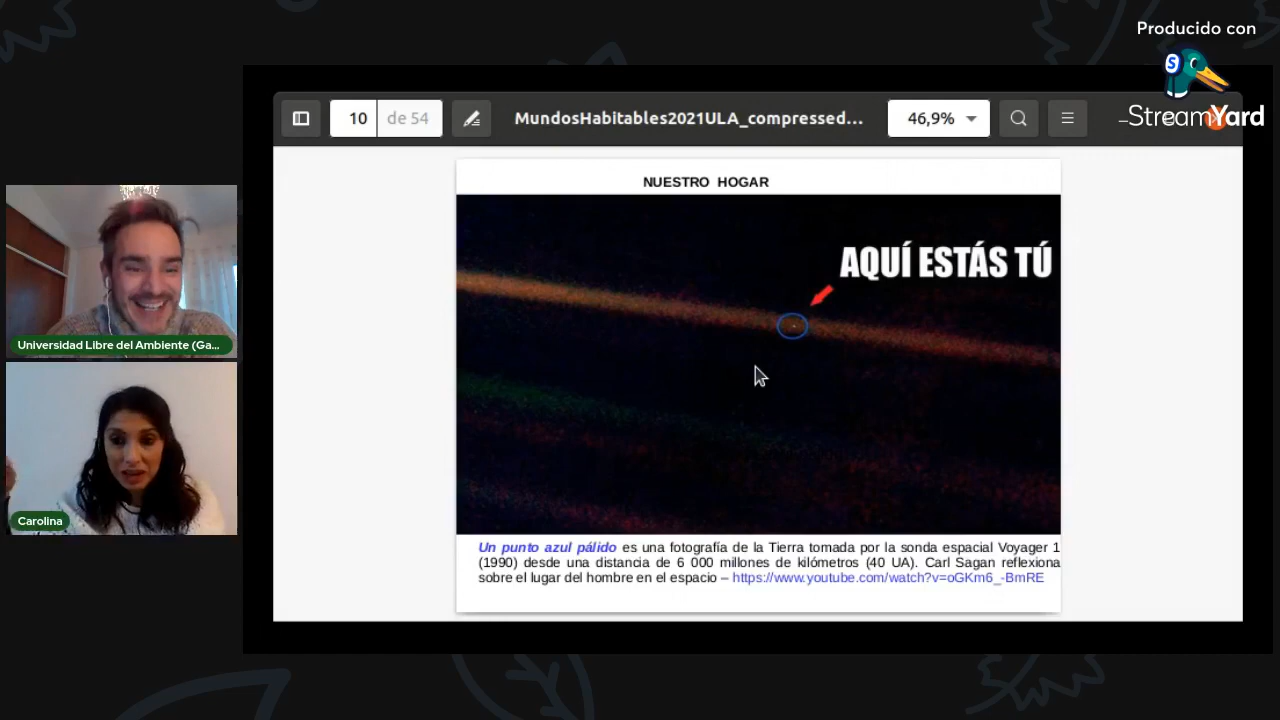 Producido con
StreamYard
10 de 54
MundosHabitables2021ULA_compressed...
46,9%
NUESTRO HOGAR
AQUÍ ESTÁS TÚ
Un punto azul pálido es una fotografía de la Tierra tomada por la sonda espacial Voyager 1
(1990) desde una distancia de 6 000 millones de kilómetros (40 UA). Carl Sagan reflexiona
sobre el lugar del hombre en el espacio – https://www.youtube.com/watch?v=oGKm6_-BmRE
Universidad Libre del Ambiente (Ga...
Carolina